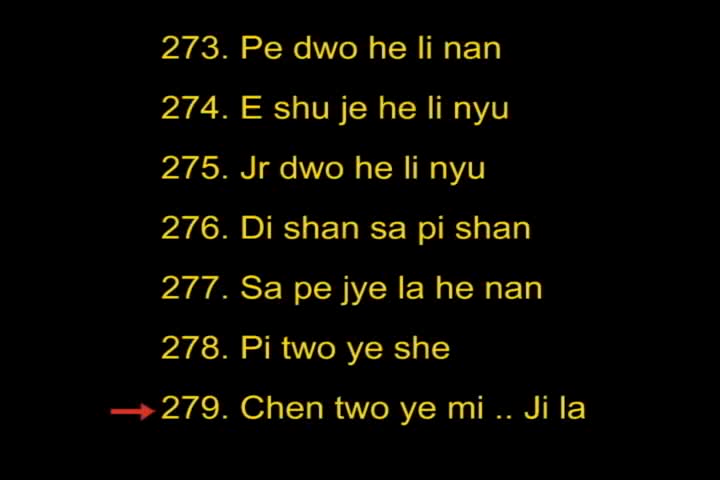 273. Pe dwo he li nan
274. E shu je he li nyu
275. Jr dwo he li nyu
276. Di shan sa pi shan
277. Sa pe jye la he nan
278. Pi two ye she
279. Chen two ye mi .. Ji la